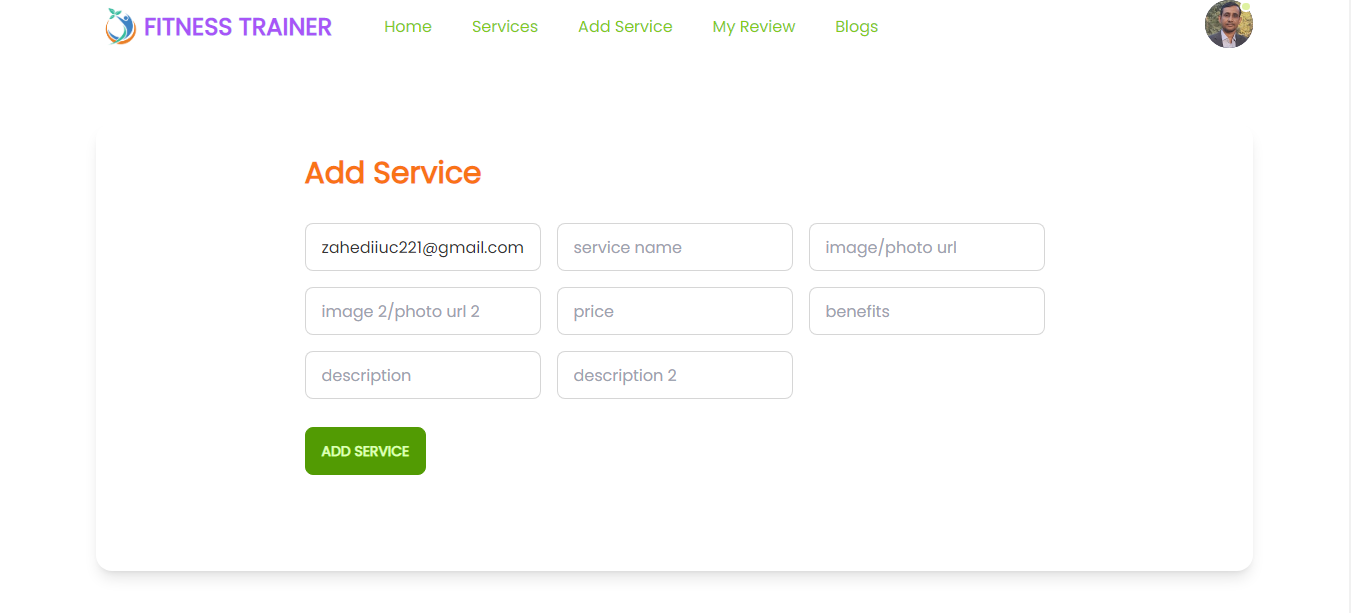 FITNESS TRAINER Home Services Add Service My Review Blogs
Add Service
zahediiuc221@gmail.com service name image/photo url
image 2/photo url 2 price benefits
description description 2
ADD SERVICE